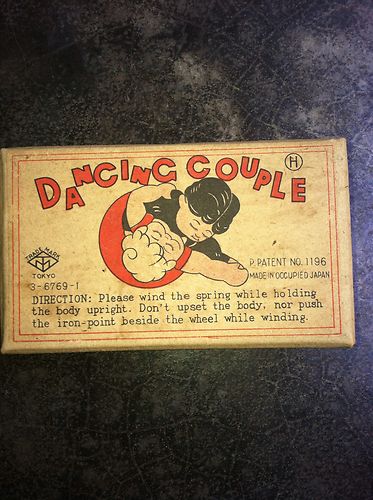 DANCING COUPLE
H
TRADE MARK
TOKYO
3-6769-1
P. PATENT NO. 1196
MADE IN OCCUPIED JAPAN
DIRECTION: Please wind the spring while holding
the body upright. Don't upset the body, nor push
the iron-point beside the wheel while winding.